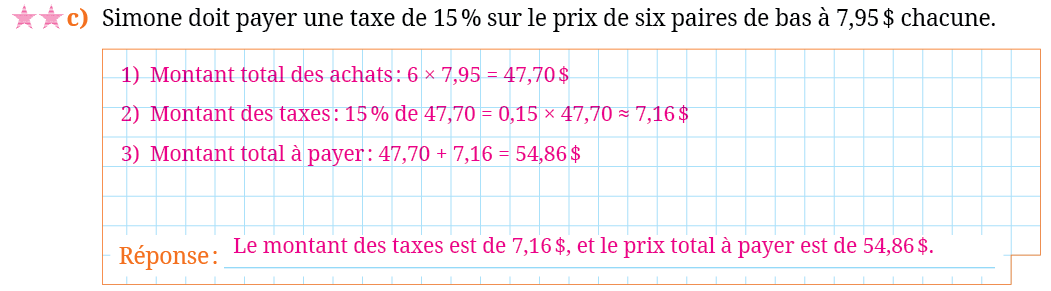 c) Simone doit payer une taxe de 15 % sur le prix de six paires de bas à 7,95 $ chacune.
1) Montant total des achats : 6 × 7,95 = 47,70 $
2) Montant des taxes : 15 % de 47,70 = 0,15 × 47,70 ≈ 7,16 $
3) Montant total à payer : 47,70 + 7,16 = 54,86 $
Réponse : Le montant des taxes est de 7,16 $, et le prix total à payer est de 54,86 $.